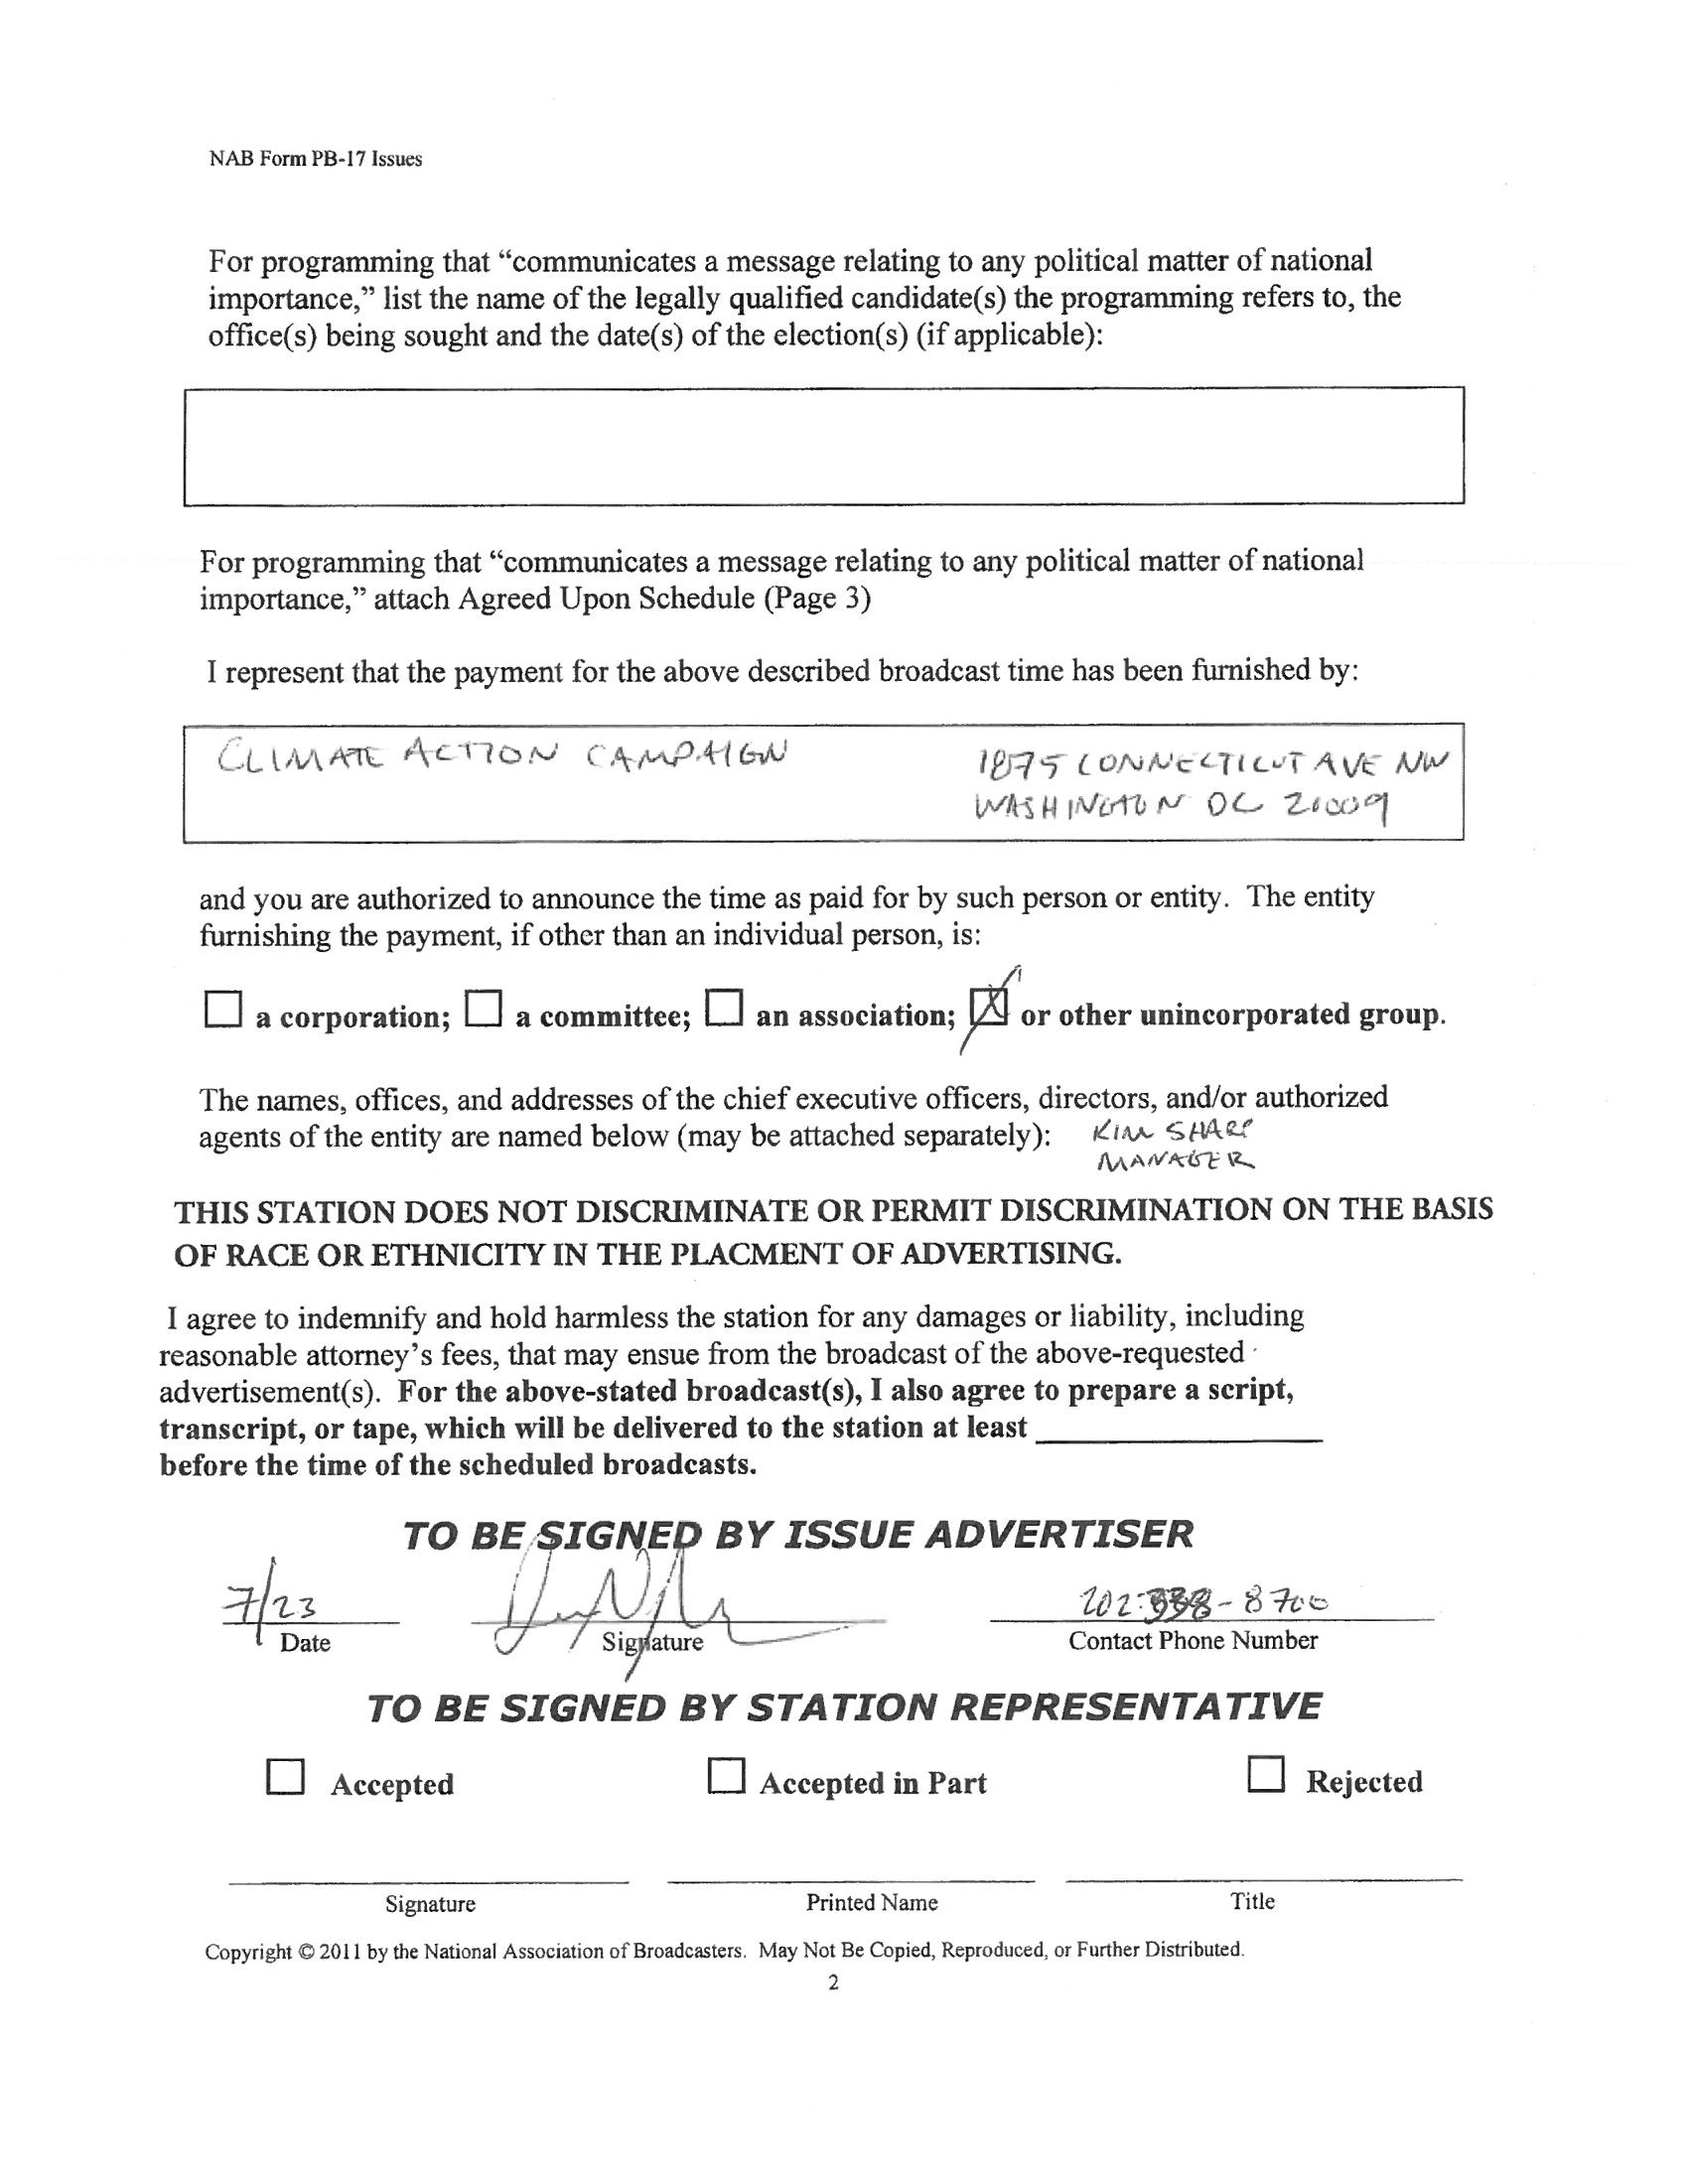 NAB Form PB-17 Issues
For programming that “communicates a message relating to any political matter of national
importance,” list the name of the legally qualified candidate(s) the programming refers to, the
office(s) being sought and the date(s) of the election(s) (if applicable):
For programming that “communicates a message relating to any political matter of national
importance,” attach Agreed Upon Schedule (Page 3)
I represent that the payment for the above described broadcast time has been furnished by:
CLIMATE ACTION CAMPAIGN 1875 CONNECTICUT AVE NW
WASHINGTON DC 20009
and you are authorized to announce the time as paid for by such person or entity. The entity
furnishing the payment, if other than an individual person, is:
a corporation; a committee; an association; or other unincorporated group.
The names, offices, and addresses of the chief executive officers, directors, and/or authorized
agents of the entity are named below (may be attached separately): KIM SHARP
MANAGER
THIS STATION DOES NOT DISCRIMINATE OR PERMIT DISCRIMINATION ON THE BASIS
OF RACE OR ETHNICITY IN THE PLACMENT OF ADVERTISING.
I agree to indemnify and hold harmless the station for any damages or liability, including
reasonable attorney’s fees, that may ensue from the broadcast of the above-requested
advertisement(s). For the above-stated broadcast(s), I also agree to prepare a script,
transcript, or tape, which will be delivered to the station at least
before the time of the scheduled broadcasts.
TO BE SIGNED BY ISSUE ADVERTISER
7/23 202-338-8700
Date Signature Contact Phone Number
TO BE SIGNED BY STATION REPRESENTATIVE
Accepted Accepted in Part Rejected
Signature Printed Name Title
Copyright © 2011 by the National Association of Broadcasters. May Not Be Copied, Reproduced, or Further Distributed.
2